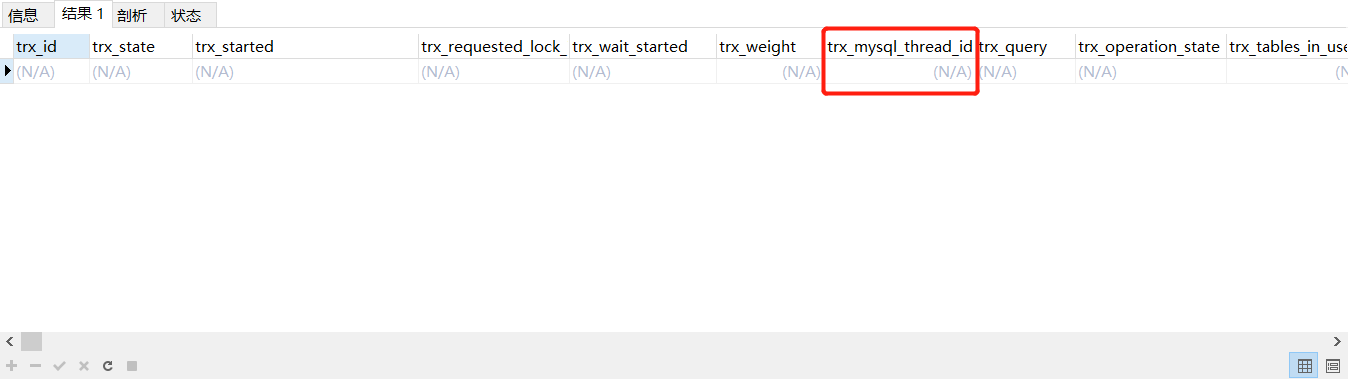 信息 结果 1 剖析 状态
trx_id trx_state trx_started trx_requested_lock_ trx_wait_started trx_weight trx_mysql_thread_id trx_query trx_operation_state trx_tables_in_use
(N/A) (N/A) (N/A) (N/A) (N/A) (N/A) (N/A) (N/A) (N/A) (N